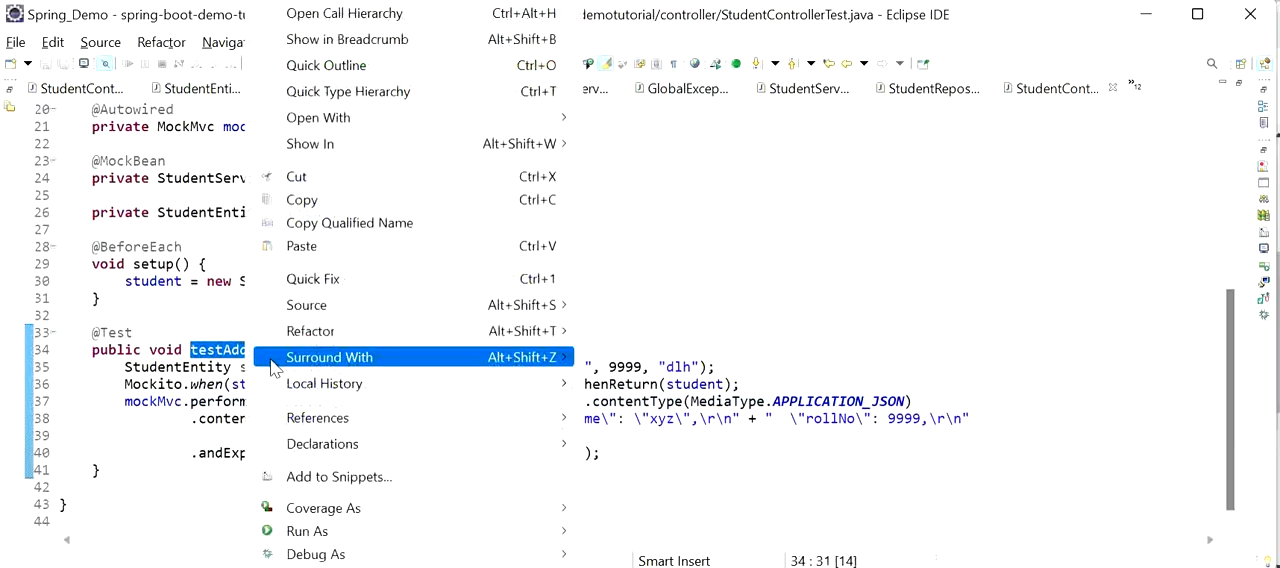 Spring_Demo - spring-boot-demo-tu
demotutorial/controller/StudentControllerTest.java - Eclipse IDE
File Edit Source Refactor Naviga
StudentCont... StudentEnti... erv... GlobalExcep... StudentServ... StudentRepos... StudentCont... »12
Open Call Hierarchy Ctrl+Alt+H
Show in Breadcrumb Alt+Shift+B
Quick Outline Ctrl+O
Quick Type Hierarchy Ctrl+T
Open With
Show In Alt+Shift+W
Cut Ctrl+X
Copy Ctrl+C
Copy Qualified Name
Paste Ctrl+V
Quick Fix Ctrl+1
Source Alt+Shift+S
Refactor Alt+Shift+T
Surround With Alt+Shift+Z
Local History
References
Declarations
Add to Snippets...
Coverage As
Run As
Debug As
20 @Autowired
21 private MockMvc moc
22
23 @MockBean
24 private StudentServ
25
26 private StudentEnti
27
28 @BeforeEach
29 void setup() {
30 student = new S
31 }
32
33 @Test
34 public void testAdd
35 StudentEntity s ", 9999, "dlh");
36 Mockito.when(st henReturn(student);
37 mockMvc.perform .contentType(MediaType.APPLICATION_JSON)
38 .conten me\": \"xyz\",\r\n" + " \"rollNo\": 9999,\r\n"
39
40 .andExp );
41 }
42
43 }
44
Smart Insert 34 : 31 [14]